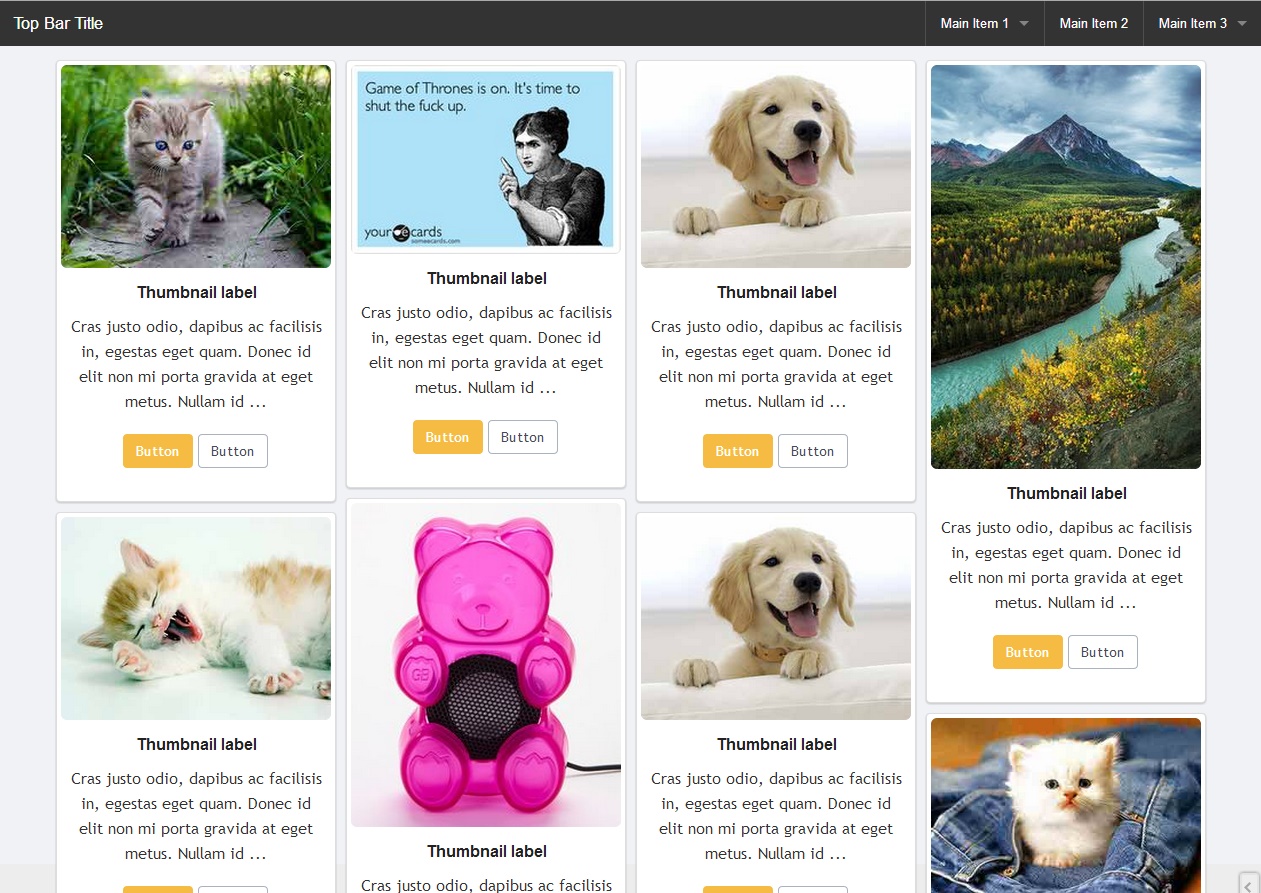 Top Bar Title
Main Item 1
Main Item 2
Main Item 3
Thumbnail label
Cras justo odio, dapibus ac facilisis
in, egestas eget quam. Donec id
elit non mi porta gravida at eget
metus. Nullam id ...
Button
Button
Thumbnail label
Cras justo odio, dapibus ac facilisis
in, egestas eget quam. Donec id
elit non mi porta gravida at eget
metus. Nullam id ...
Game of Thrones is on. It's time to
shut the fuck up.
your e cards
someecards.com
Thumbnail label
Cras justo odio, dapibus ac facilisis
in, egestas eget quam. Donec id
elit non mi porta gravida at eget
metus. Nullam id ...
Button
Button
GB
Thumbnail label
Cras justo odio, dapibus ac facilisis
Thumbnail label
Cras justo odio, dapibus ac facilisis
in, egestas eget quam. Donec id
elit non mi porta gravida at eget
metus. Nullam id ...
Button
Button
Thumbnail label
Cras justo odio, dapibus ac facilisis
in, egestas eget quam. Donec id
elit non mi porta gravida at eget
metus. Nullam id ...
Thumbnail label
Cras justo odio, dapibus ac facilisis
in, egestas eget quam. Donec id
elit non mi porta gravida at eget
metus. Nullam id ...
Button
Button